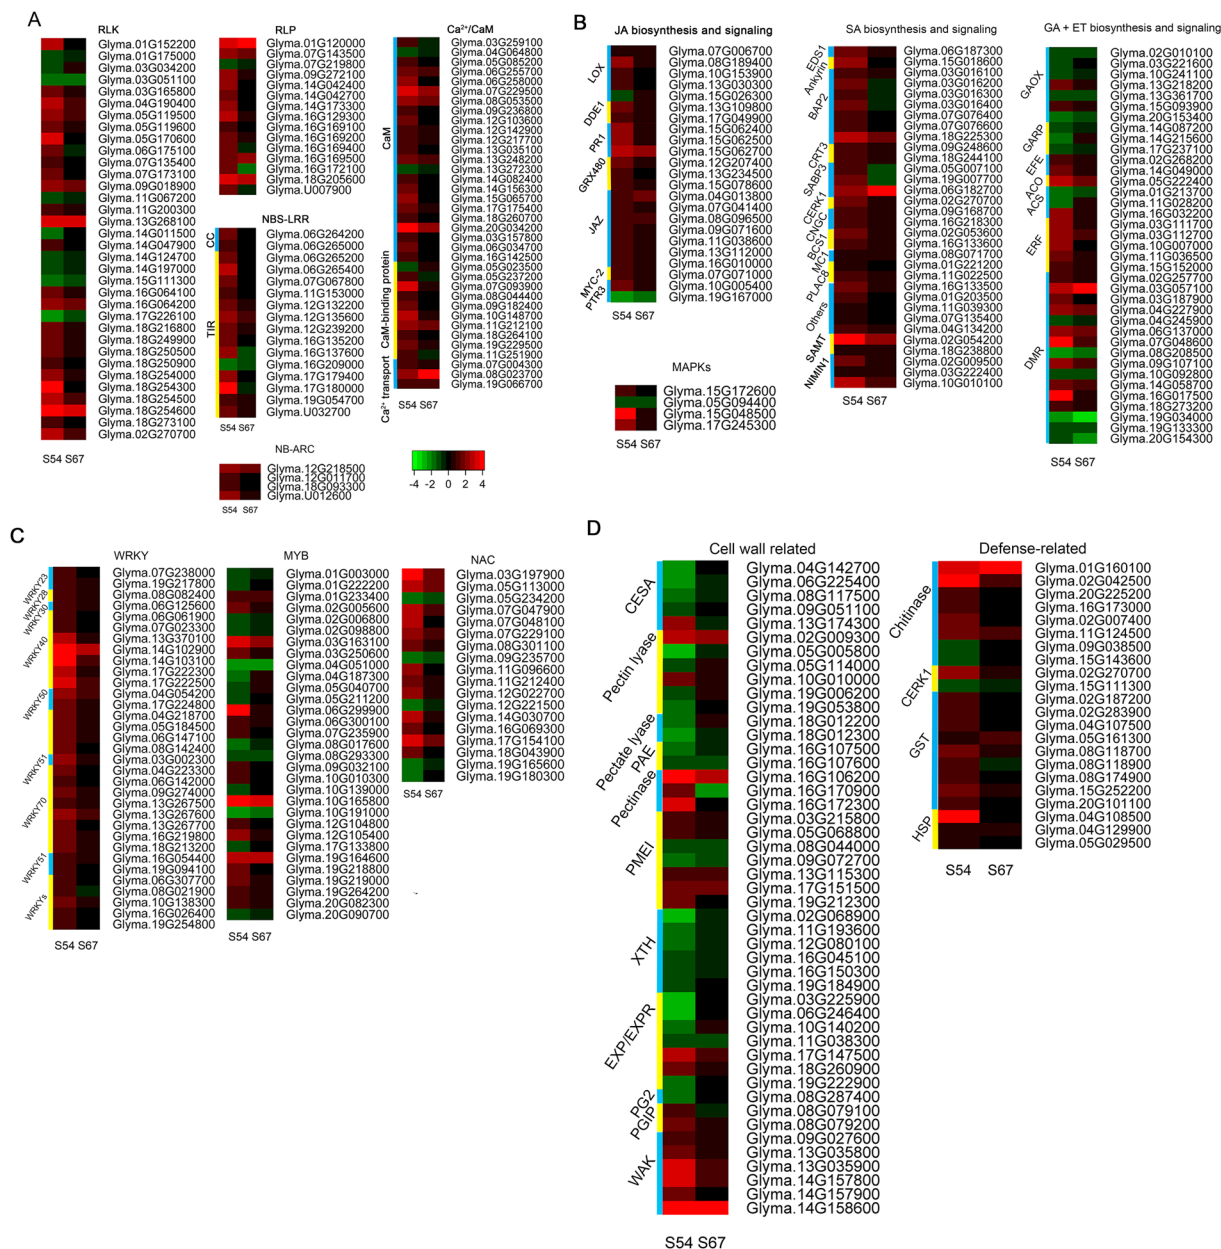 A
RLK
Glyma.01G152200
Glyma.01G175000
Glyma.03G034200
Glyma.03G051100
Glyma.03G165800
Glyma.04G190400
Glyma.05G119500
Glyma.05G119600
Glyma.05G179600
Glyma.06G175100
Glyma.07G135400
Glyma.07G173100
Glyma.09G018900
Glyma.11G067200
Glyma.11G200300
Glyma.13G268100
Glyma.14G011500
Glyma.14G047900
Glyma.14G124700
Glyma.14G197000
Glyma.15G111300
Glyma.16G064100
Glyma.16G064200
Glyma.17G226100
Glyma.18G216800
Glyma.18G249900
Glyma.18G250500
Glyma.18G250900
Glyma.18G254000
Glyma.18G254300
Glyma.18G254500
Glyma.18G254600
Glyma.18G273100
Glyma.02G270700
S54 S67
RLP
Glyma.01G120000
Glyma.07G143500
Glyma.07G219800
Glyma.09G272100
Glyma.14G042400
Glyma.14G042700
Glyma.14G173300
Glyma.16G129300
Glyma.16G169100
Glyma.16G169200
Glyma.16G169400
Glyma.16G169500
Glyma.16G172100
Glyma.18G205600
Glyma.U007900
NBS-LRR
CC
TIR
Glyma.06G264200
Glyma.06G265000
Glyma.06G265200
Glyma.06G265400
Glyma.07G067800
Glyma.11G153000
Glyma.12G132200
Glyma.12G135600
Glyma.12G239200
Glyma.16G135200
Glyma.16G137600
Glyma.16G209000
Glyma.17G179400
Glyma.17G180000
Glyma.19G054700
Glyma.U032700
S54 S67
NB-ARC
Glyma.12G218500
Glyma.12G011700
Glyma.18G093300
Glyma.U012600
S54 S67
Ca²⁺/CaM
CaM
CaM-binding protein
Ca²⁺ transport
Glyma.03G259100
Glyma.04G064800
Glyma.05G085200
Glyma.06G255700
Glyma.06G258000
Glyma.07G229500
Glyma.08G053500
Glyma.09G236800
Glyma.12G103600
Glyma.12G142900
Glyma.12G217700
Glyma.13G035100
Glyma.13G248200
Glyma.13G272300
Glyma.14G082400
Glyma.14G156300
Glyma.15G065700
Glyma.17G175400
Glyma.18G260700
Glyma.20G034200
Glyma.03G157800
Glyma.06G034700
Glyma.16G142500
Glyma.05G023500
Glyma.05G237200
Glyma.07G093900
Glyma.08G044400
Glyma.09G182400
Glyma.10G148700
Glyma.11G212100
Glyma.18G264100
Glyma.19G229500
Glyma.11G251900
Glyma.07G004300
Glyma.08G023700
Glyma.19G066700
S54 S67
-4 -2 0 2 4
B
JA biosynthesis and signaling
LOX
DDE1
PR1
GRX480
JAZ
MYC-2
PTR3
Glyma.07G006700
Glyma.08G189400
Glyma.10G153900
Glyma.13G030300
Glyma.15G026300
Glyma.13G109800
Glyma.17G049900
Glyma.15G062400
Glyma.15G062500
Glyma.15G062700
Glyma.12G207400
Glyma.13G234500
Glyma.15G078600
Glyma.04G013800
Glyma.07G041400
Glyma.08G096500
Glyma.09G071600
Glyma.11G038600
Glyma.13G112000
Glyma.16G010000
Glyma.07G071000
Glyma.10G005400
Glyma.19G167000
S54 S67
MAPKs
Glyma.15G172600
Glyma.05G094400
Glyma.15G048500
Glyma.17G245300
S54 S67
SA biosynthesis and signaling
EDS1
Ankyrin
BAP2
CRT3
SABP3
CERK1
CNGC
BCS1
MC1
PLAC8
Others
SAMT
NIMIN1
Glyma.06G187300
Glyma.15G018600
Glyma.03G016100
Glyma.03G016200
Glyma.03G016300
Glyma.03G016400
Glyma.07G076400
Glyma.07G076600
Glyma.18G225300
Glyma.09G248600
Glyma.18G244100
Glyma.05G007100
Glyma.19G007700
Glyma.06G182700
Glyma.02G270700
Glyma.09G168700
Glyma.16G218300
Glyma.02G053600
Glyma.16G133600
Glyma.08G071700
Glyma.01G221200
Glyma.11G022500
Glyma.16G133500
Glyma.01G203500
Glyma.11G039300
Glyma.07G135400
Glyma.04G134200
Glyma.02G054200
Glyma.18G238800
Glyma.02G009500
Glyma.03G222400
Glyma.10G010100
S54 S67
GA + ET biosynthesis and signaling
GAOX
GARP
EFE
ACO
ACS
ERF
DMR
Glyma.02G010100
Glyma.03G221600
Glyma.10G241100
Glyma.13G218200
Glyma.13G361700
Glyma.15G093900
Glyma.20G153400
Glyma.14G087200
Glyma.14G215600
Glyma.17G237100
Glyma.02G268200
Glyma.14G049000
Glyma.05G222400
Glyma.01G213700
Glyma.11G028200
Glyma.16G032200
Glyma.03G111700
Glyma.03G112700
Glyma.10G007000
Glyma.11G036500
Glyma.15G152000
Glyma.02G257700
Glyma.03G057100
Glyma.03G187900
Glyma.04G227900
Glyma.04G245900
Glyma.06G137000
Glyma.07G048600
Glyma.08G208500
Glyma.09G107100
Glyma.10G092800
Glyma.14G058700
Glyma.16G017500
Glyma.18G273200
Glyma.19G034000
Glyma.19G133300
Glyma.20G154300
S54 S67
C
WRKY
WRKY23
WRKY28
WRKY30
WRKY40
WRKY50
WRKY51
WRKY70
WRKY51
WRKYs
Glyma.07G238000
Glyma.19G217800
Glyma.08G082400
Glyma.06G125600
Glyma.06G061900
Glyma.07G023300
Glyma.13G370100
Glyma.14G102900
Glyma.14G103100
Glyma.17G222300
Glyma.17G222500
Glyma.04G054200
Glyma.17G224800
Glyma.04G218700
Glyma.05G184500
Glyma.06G147100
Glyma.08G142400
Glyma.03G002300
Glyma.04G223300
Glyma.06G142000
Glyma.09G274000
Glyma.13G267500
Glyma.13G267600
Glyma.13G267700
Glyma.16G219800
Glyma.18G213200
Glyma.16G054400
Glyma.19G094100
Glyma.06G307700
Glyma.08G021900
Glyma.10G138300
Glyma.16G026400
Glyma.19G254800
S54 S67
MYB
Glyma.01G003000
Glyma.01G222200
Glyma.01G233400
Glyma.02G005600
Glyma.02G006800
Glyma.02G098800
Glyma.03G163100
Glyma.03G250600
Glyma.04G051000
Glyma.04G187300
Glyma.05G040700
Glyma.05G211200
Glyma.06G299900
Glyma.06G300100
Glyma.07G235900
Glyma.08G017600
Glyma.08G293300
Glyma.09G032100
Glyma.10G010300
Glyma.10G139000
Glyma.10G165800
Glyma.10G191000
Glyma.12G104800
Glyma.12G105400
Glyma.17G133800
Glyma.19G164600
Glyma.19G218800
Glyma.19G219000
Glyma.19G264200
Glyma.20G082300
Glyma.20G090700
S54 S67
NAC
Glyma.03G197900
Glyma.05G113000
Glyma.05G234200
Glyma.07G047900
Glyma.07G048100
Glyma.07G229100
Glyma.08G301100
Glyma.09G235700
Glyma.11G096600
Glyma.11G212400
Glyma.12G022700
Glyma.12G221500
Glyma.14G030700
Glyma.16G069300
Glyma.17G154100
Glyma.18G043900
Glyma.19G165600
Glyma.19G180300
S54 S67
D
Cell wall related
CESA
Pectin lyase
Pectate lyase
PAE
Pectinase
PMEI
XTH
EXP/EXPR
PG2
PGIP
WAK
Glyma.04G142700
Glyma.06G225400
Glyma.08G117500
Glyma.09G051100
Glyma.13G174300
Glyma.02G009300
Glyma.05G005800
Glyma.05G114000
Glyma.10G010000
Glyma.19G006200
Glyma.19G053800
Glyma.18G012200
Glyma.18G012300
Glyma.16G107500
Glyma.16G107600
Glyma.16G106200
Glyma.16G170900
Glyma.16G172300
Glyma.03G215800
Glyma.05G068800
Glyma.08G044000
Glyma.09G072700
Glyma.13G115300
Glyma.17G151500
Glyma.19G212300
Glyma.02G068900
Glyma.11G193600
Glyma.12G080100
Glyma.16G045100
Glyma.16G150300
Glyma.19G184900
Glyma.03G225900
Glyma.06G246400
Glyma.10G140200
Glyma.11G038300
Glyma.17G147500
Glyma.18G260900
Glyma.19G222900
Glyma.08G287400
Glyma.08G079100
Glyma.08G079200
Glyma.09G027600
Glyma.13G035800
Glyma.13G035900
Glyma.14G157800
Glyma.14G157900
Glyma.14G158600
S54 S67
Defense-related
Chitinase
CERK1
GST
HSP
Glyma.01G160100
Glyma.02G042500
Glyma.20G225200
Glyma.16G173000
Glyma.02G007400
Glyma.11G124500
Glyma.09G038500
Glyma.15G143600
Glyma.02G270700
Glyma.15G111300
Glyma.02G187200
Glyma.02G283900
Glyma.04G107500
Glyma.05G161300
Glyma.08G118700
Glyma.08G118900
Glyma.08G174900
Glyma.15G252200
Glyma.20G101100
Glyma.04G108500
Glyma.04G129900
Glyma.05G029500
S54 S67